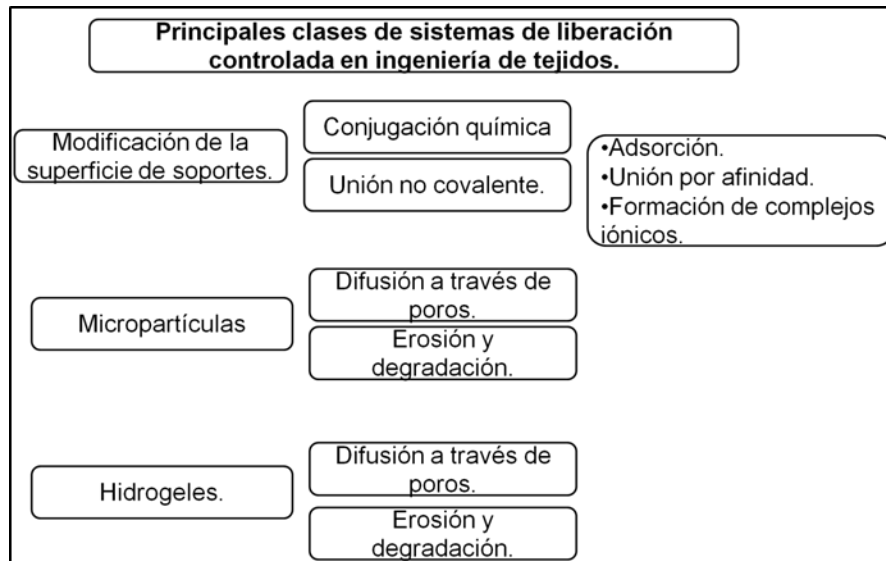 Principales clases de sistemas de liberación
controlada en ingeniería de tejidos.
Modificación de la
superficie de soportes.
Conjugación química
Unión no covalente.
•Adsorción.
•Unión por afinidad.
•Formación de complejos
iónicos.
Micropartículas
Difusión a través de
poros.
Erosión y
degradación.
Hidrogeles.
Difusión a través de
poros.
Erosión y
degradación.